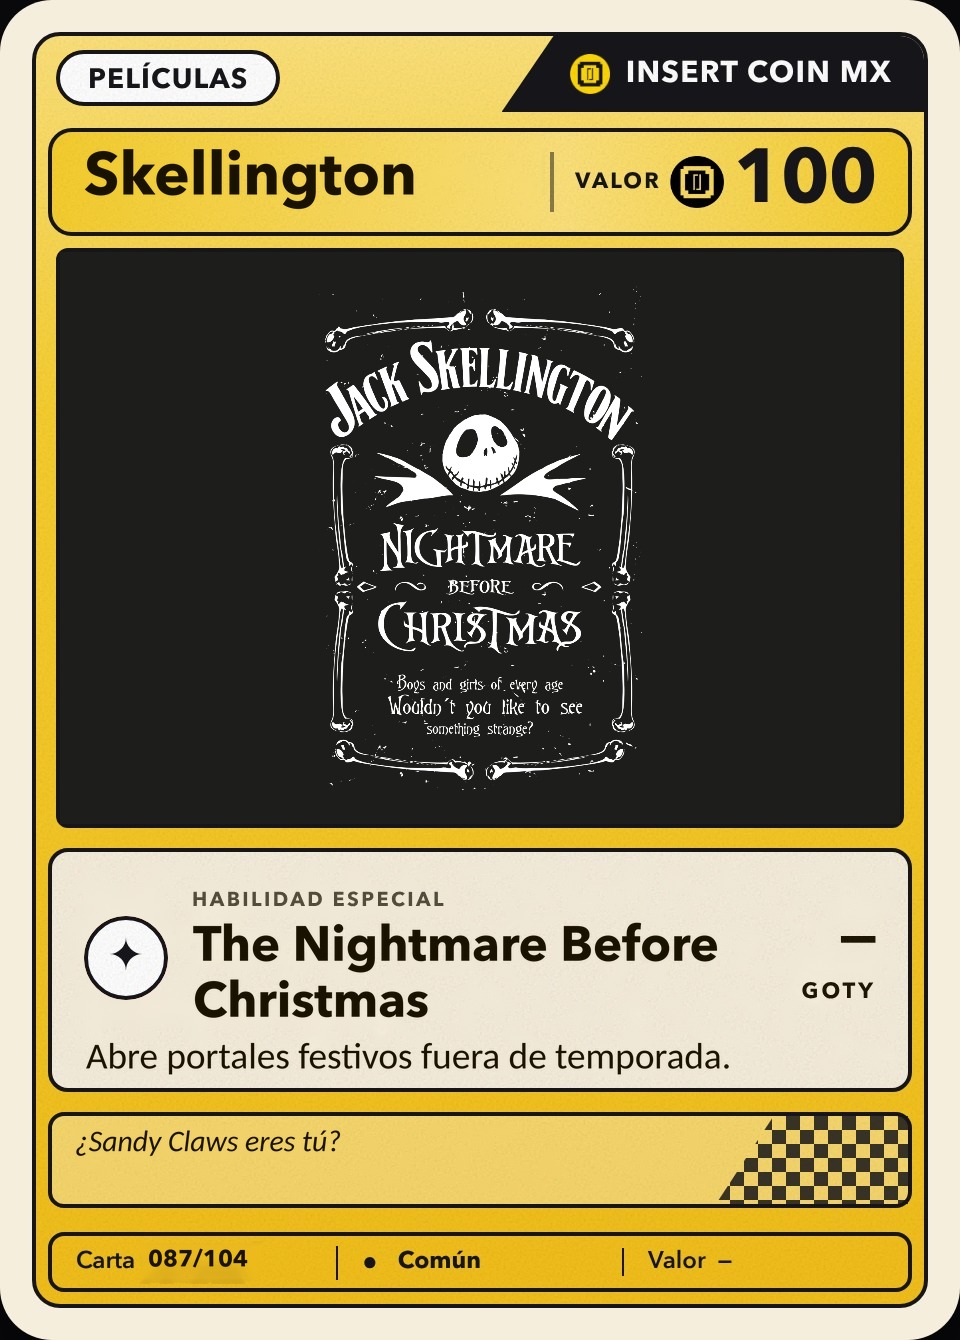 PELÍCULAS
INSERT COIN MX
Skellington
VALOR 100
JACK SKELLINGTON
NIGHTMARE
BEFORE
CHRISTMAS
Boys and girls of every age
Wouldn´t you like to see
something strange?
HABILIDAD ESPECIAL
The Nightmare Before
Christmas
–
GOTY
Abre portales festivos fuera de temporada.
¿Sandy Claws eres tú?
Carta 087/104
● Común
Valor –